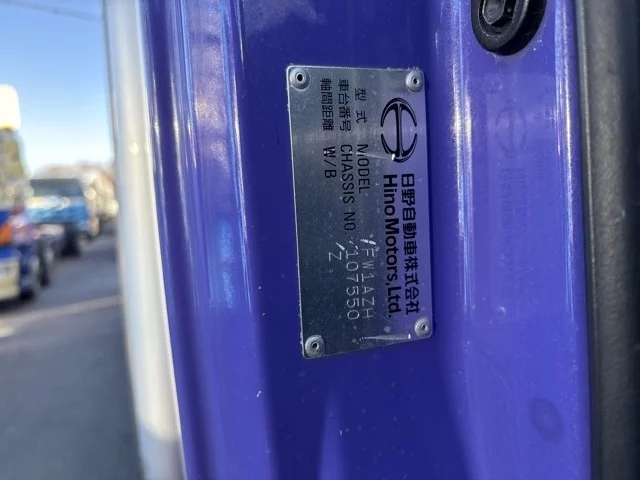 日野自動車株式会社
Hino Motors, Ltd.
型式 MODEL FW1AZH
車台番号 CHASSIS NO. 107550
軸間距離 W/B Z